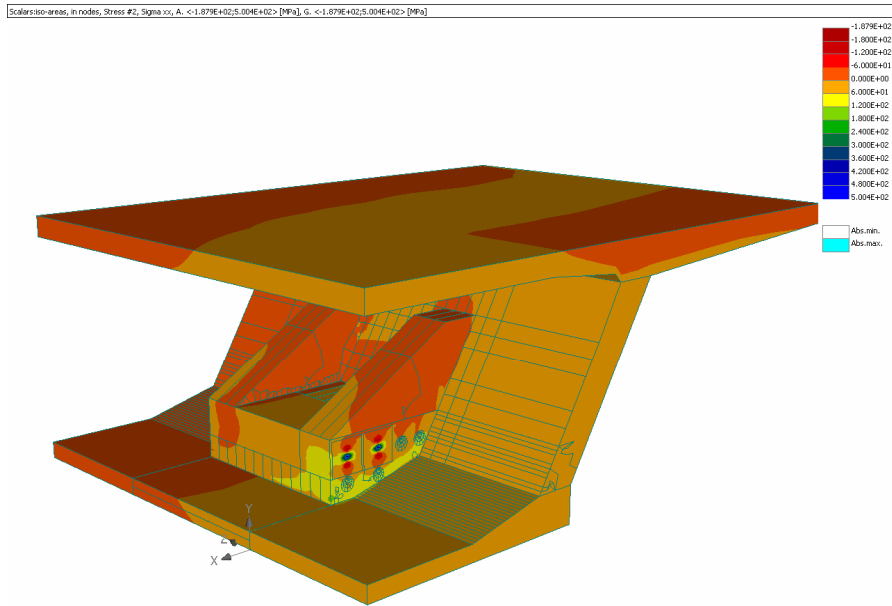 Scalars:iso-areas, in nodes, Stress #2, Sigma xx, A. <-1.879E+02;5.004E+02> [MPa], G. <-1.879E+02;5.004E+02> [MPa]
-1.879E+02
-1.800E+02
-1.200E+02
-6.000E+01
0.000E+00
6.000E+01
1.200E+02
1.800E+02
2.400E+02
3.000E+02
3.600E+02
4.200E+02
4.800E+02
5.004E+02
Abs.min.
Abs.max.
Y
Z
X